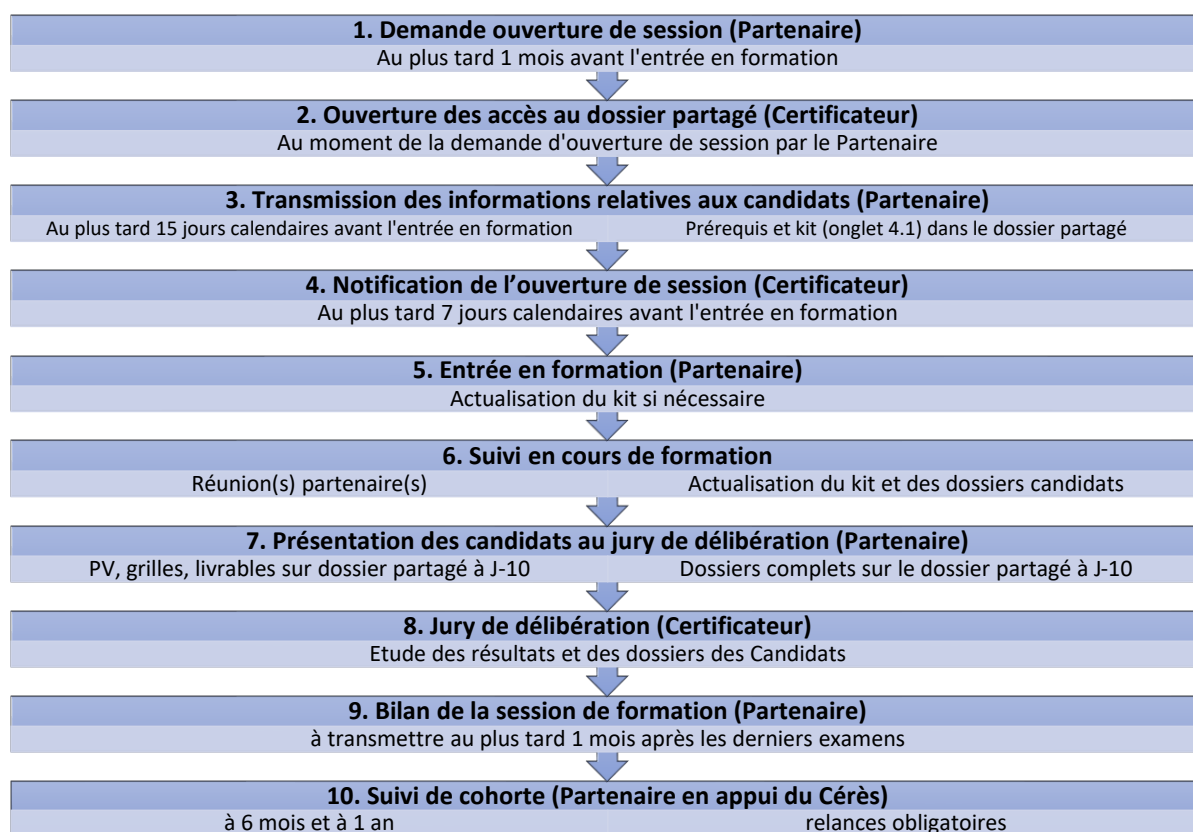 1. Demande ouverture de session (Partenaire)
Au plus tard 1 mois avant l'entrée en formation
2. Ouverture des accès au dossier partagé (Certificateur)
Au moment de la demande d'ouverture de session par le Partenaire
3. Transmission des informations relatives aux candidats (Partenaire)
Au plus tard 15 jours calendaires avant l'entrée en formation
Prérequis et kit (onglet 4.1) dans le dossier partagé
4. Notification de l’ouverture de session (Certificateur)
Au plus tard 7 jours calendaires avant l'entrée en formation
5. Entrée en formation (Partenaire)
Actualisation du kit si nécessaire
6. Suivi en cours de formation
Réunion(s) partenaire(s)
Actualisation du kit et des dossiers candidats
7. Présentation des candidats au jury de délibération (Partenaire)
PV, grilles, livrables sur dossier partagé à J-10
Dossiers complets sur le dossier partagé à J-10
8. Jury de délibération (Certificateur)
Etude des résultats et des dossiers des Candidats
9. Bilan de la session de formation (Partenaire)
à transmettre au plus tard 1 mois après les derniers examens
10. Suivi de cohorte (Partenaire en appui du Cérès)
à 6 mois et à 1 an
relances obligatoires